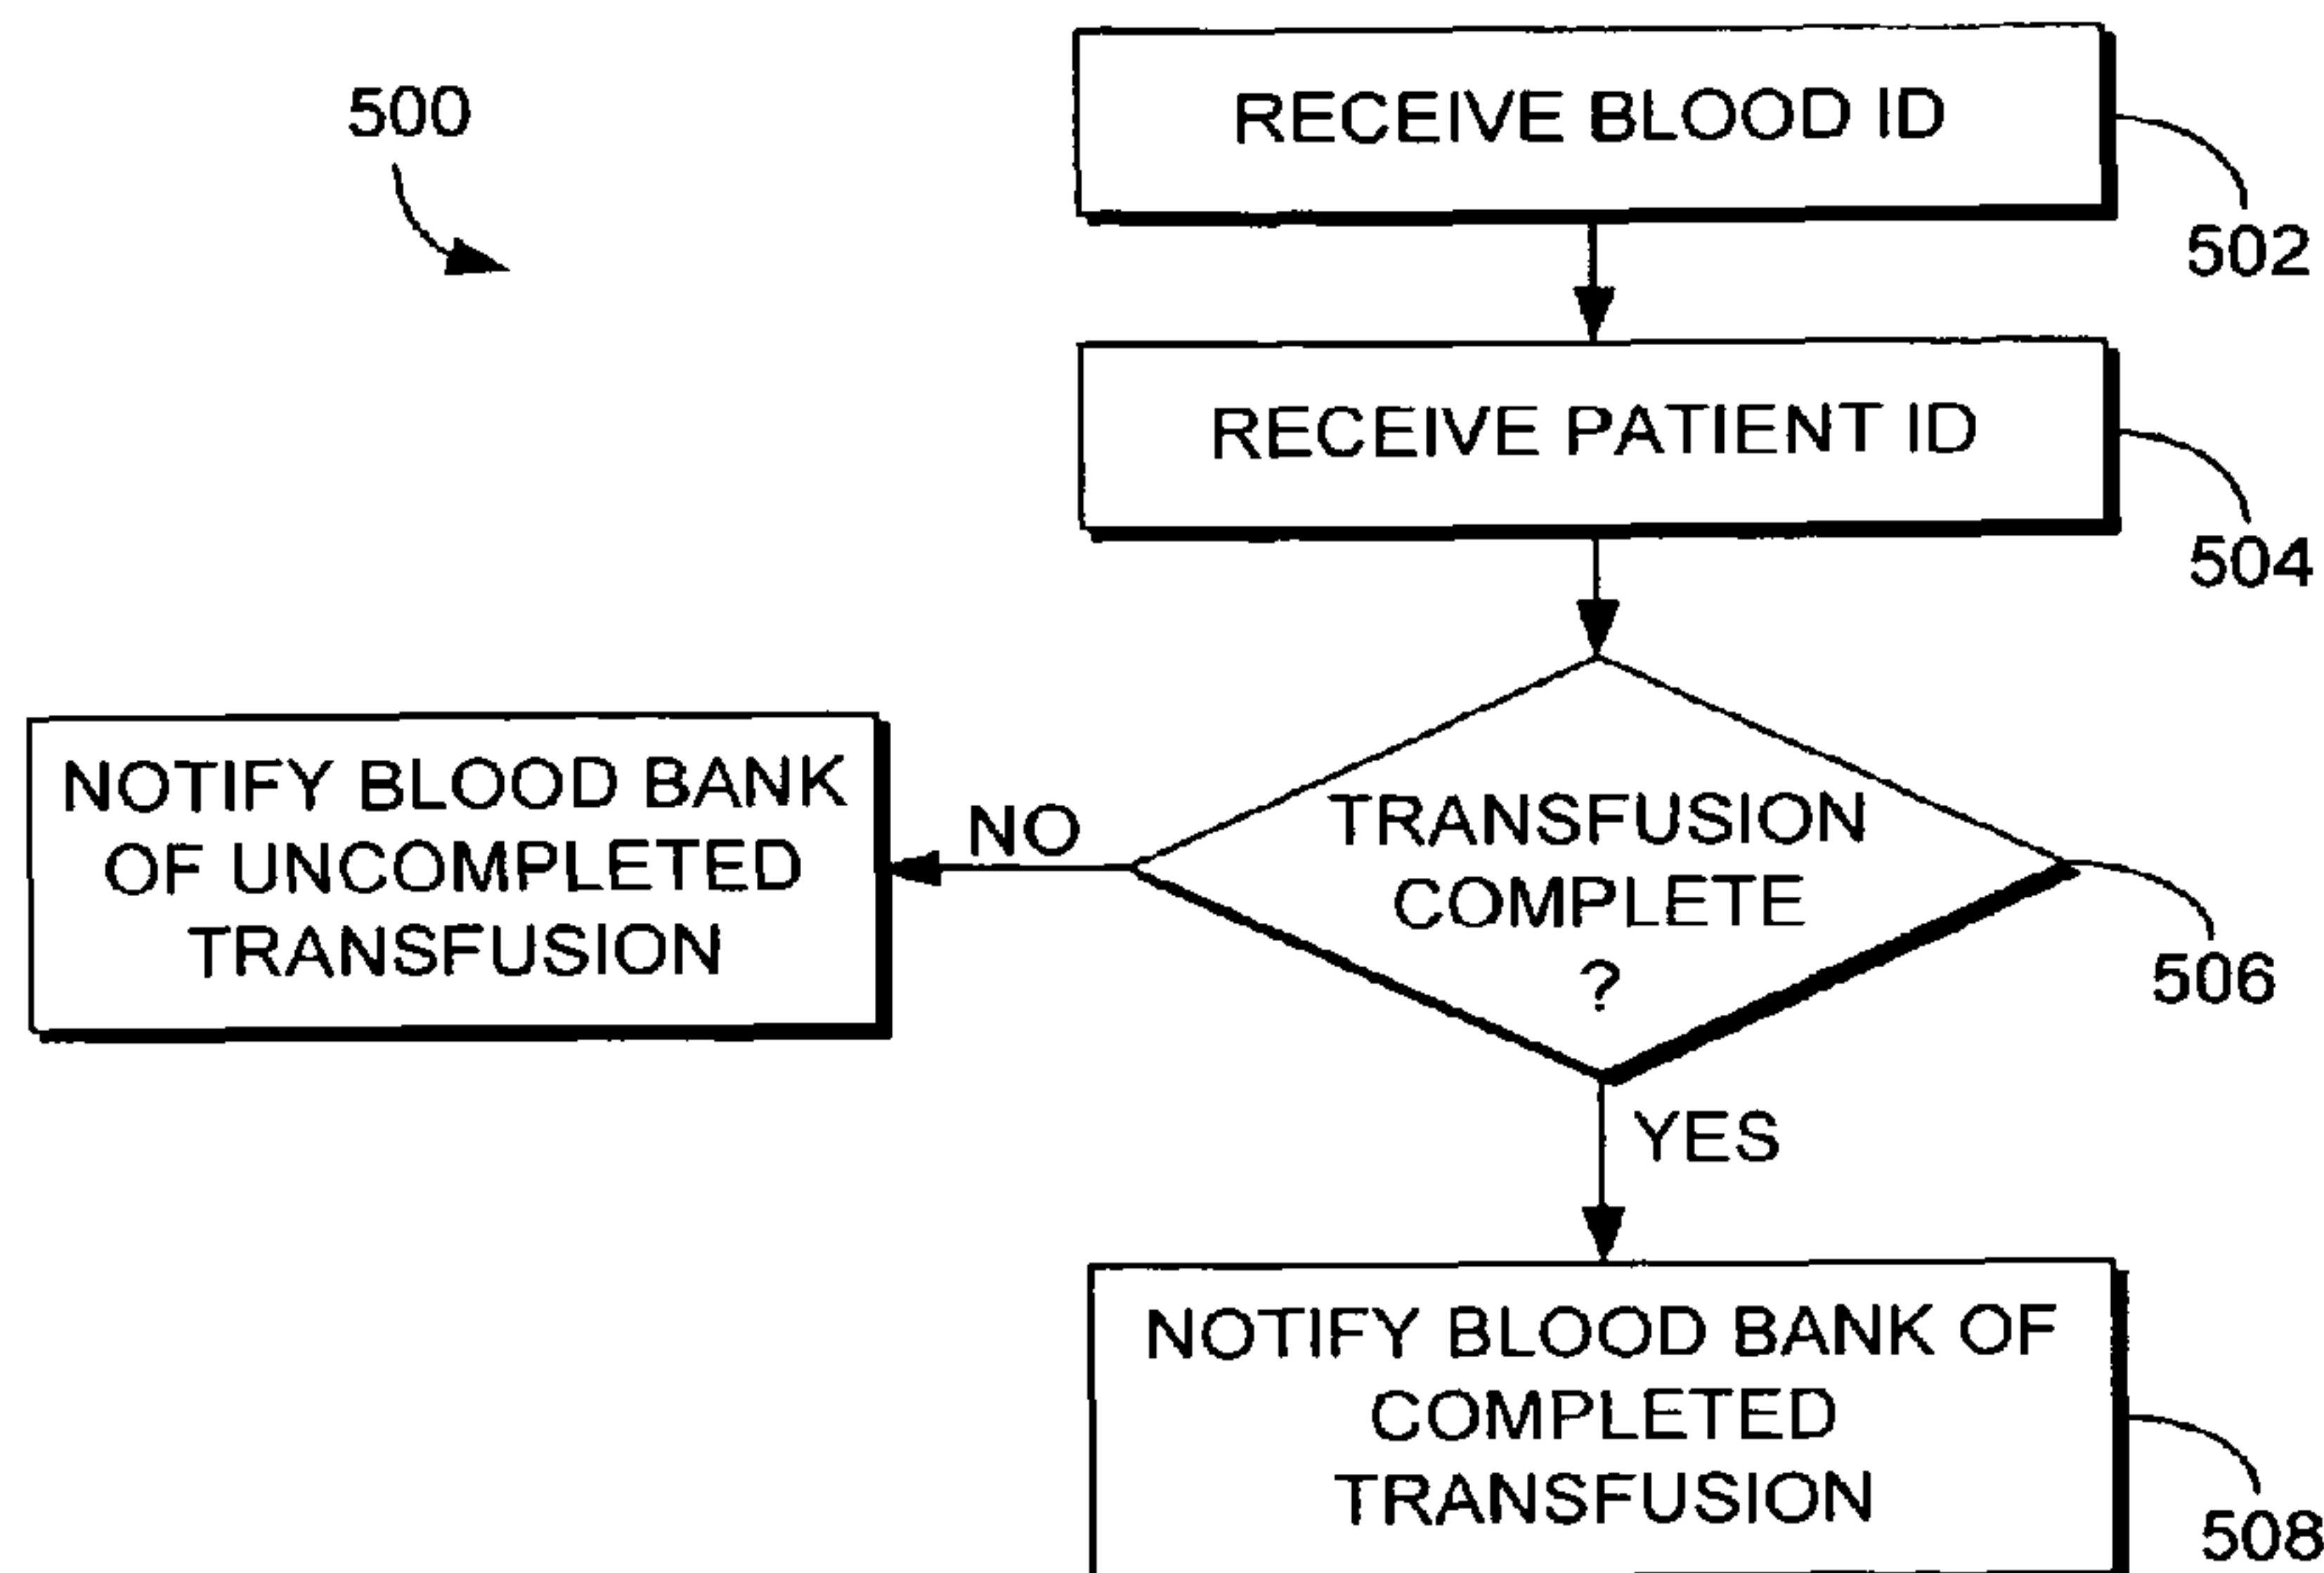 500
RECEIVE BLOOD ID
502
RECEIVE PATIENT ID
504
TRANSFUSION
COMPLETE
?
506
NO
NOTIFY BLOOD BANK
OF UNCOMPLETED
TRANSFUSION
YES
NOTIFY BLOOD BANK OF
COMPLETED
TRANSFUSION
508